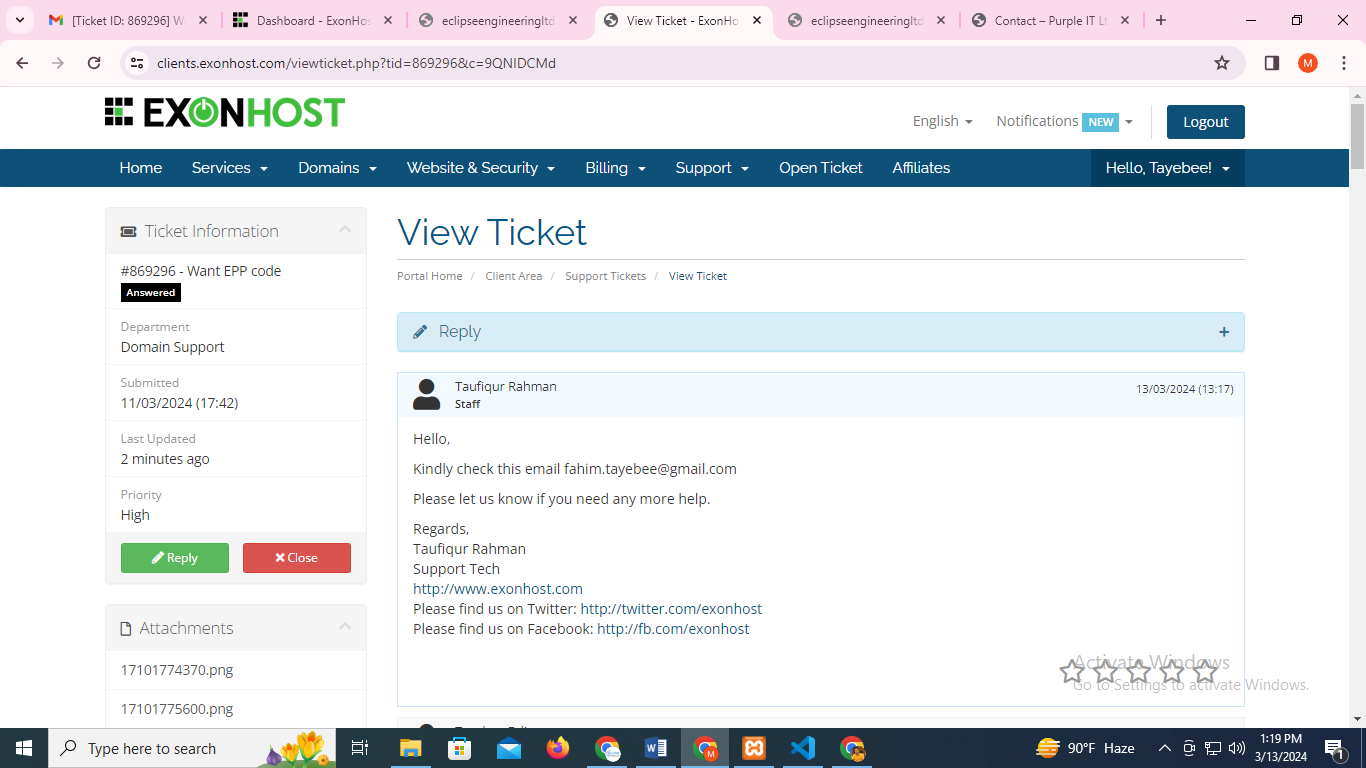 [Ticket ID: 869296] W
Dashboard - ExonHos
eclipseengineeringltd
View Ticket - ExonHo
eclipseengineeringltd
Contact – Purple IT Lt
clients.exonhost.com/viewticket.php?tid=869296&c=9QNIDCMd
M
EXONHOST
English
Notifications NEW
Logout
Home Services Domains Website & Security Billing Support Open Ticket Affiliates Hello, Tayebee!
Ticket Information
#869296 - Want EPP code
Answered
Department
Domain Support
Submitted
11/03/2024 (17:42)
Last Updated
2 minutes ago
Priority
High
Reply
Close
Attachments
17101774370.png
17101775600.png
View Ticket
Portal Home / Client Area / Support Tickets / View Ticket
Reply +
Taufiqur Rahman
Staff
13/03/2024 (13:17)
Hello,
Kindly check this email fahim.tayebee@gmail.com
Please let us know if you need any more help.
Regards,
Taufiqur Rahman
Support Tech
http://www.exonhost.com
Please find us on Twitter: http://twitter.com/exonhost
Please find us on Facebook: http://fb.com/exonhost
Activate Windows
Go to Settings to activate Windows.
Type here to search
90°F Haze
1:19 PM
3/13/2024
1